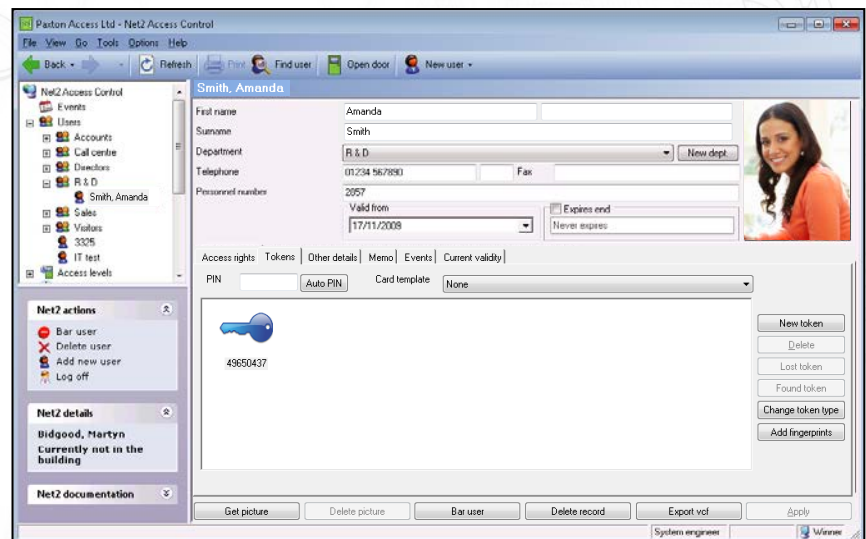 Paxton Access Ltd - Net2 Access Control
File View Go Tools Options Help
Back Refresh Print Find user Open door New user
Net2 Access Control
Events
Users
Accounts
Call centre
Directors
R & D
Smith, Amanda
Sales
Visitors
3325
IT test
Access levels
Net2 actions
Bar user
Delete user
Add new user
Log off
Net2 details
Bidgood, Martyn
Currently not in the
building
Net2 documentation
Smith, Amanda
First name Amanda
Surname Smith
Department R & D New dept.
Telephone 01234 567890 Fax
Personnel number 2057
Valid from Expires end
17/11/2009 Never expires
Access rights Tokens Other details Memo Events Current validity
PIN Auto PIN Card template None
49650437
New token
Delete
Lost token
Found token
Change token type
Add fingerprints
Get picture Delete picture Bar user Delete record Export vcf Apply
System engineer Winner